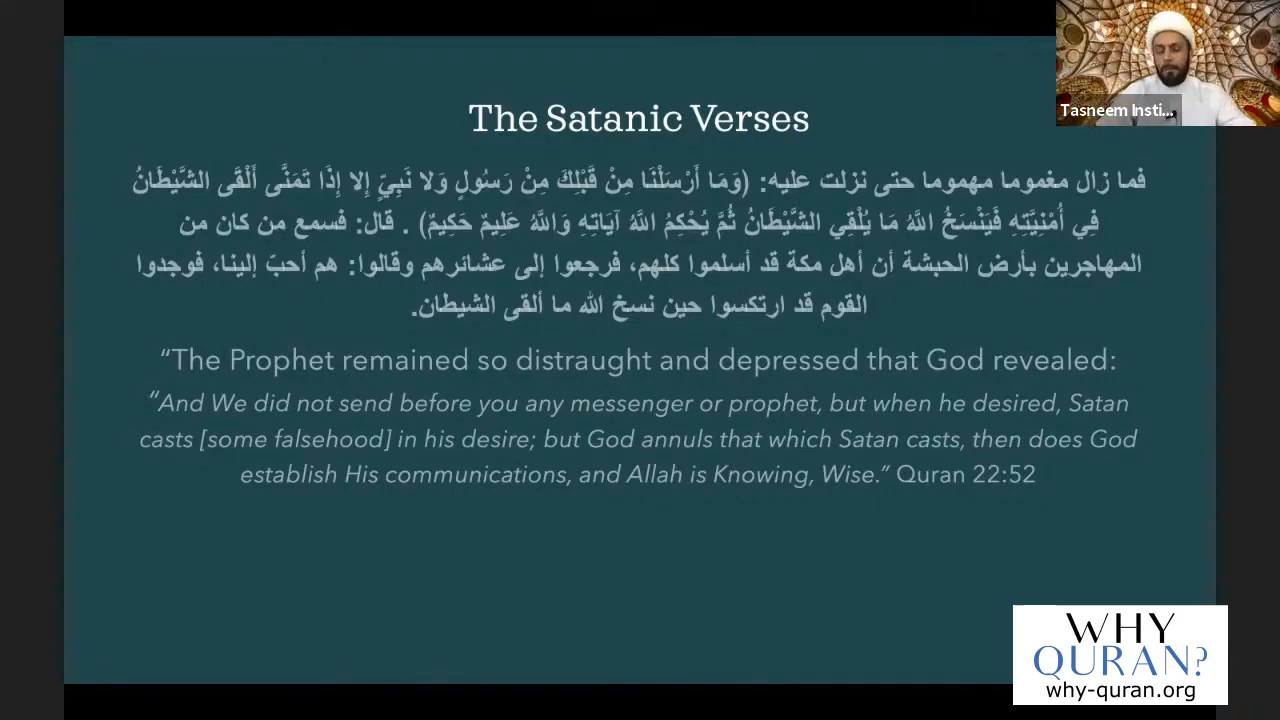 Tasneem Insti...
The Satanic Verses
فما زال مغموما مهموما حتى نزلت عليه: (وَمَا أَرْسَلْنَا مِنْ قَبْلِكَ مِنْ رَسُولٍ وَلا نَبِيٍّ إِلا إِذَا تَمَنَّى أَلْقَى الشَّيْطَانُ
فِي أُمْنِيَّتِهِ فَيَنْسَخُ اللَّهُ مَا يُلْقِي الشَّيْطَانُ ثُمَّ يُحْكِمُ اللَّهُ آيَاتِهِ وَاللَّهُ عَلِيمٌ حَكِيمٌ) . قال: فسمع من كان من
المهاجرين بأرض الحبشة أن أهل مكة قد أسلموا كلهم، فرجعوا إلى عشائرهم وقالوا: هم أحبّ إلينا، فوجدوا
القوم قد ارتكسوا حين نسخ الله ما ألقى الشيطان.
“The Prophet remained so distraught and depressed that God revealed:
“And We did not send before you any messenger or prophet, but when he desired, Satan
casts [some falsehood] in his desire; but God annuls that which Satan casts, then does God
establish His communications, and Allah is Knowing, Wise.” Quran 22:52
WHY
QURAN?
why-quran.org